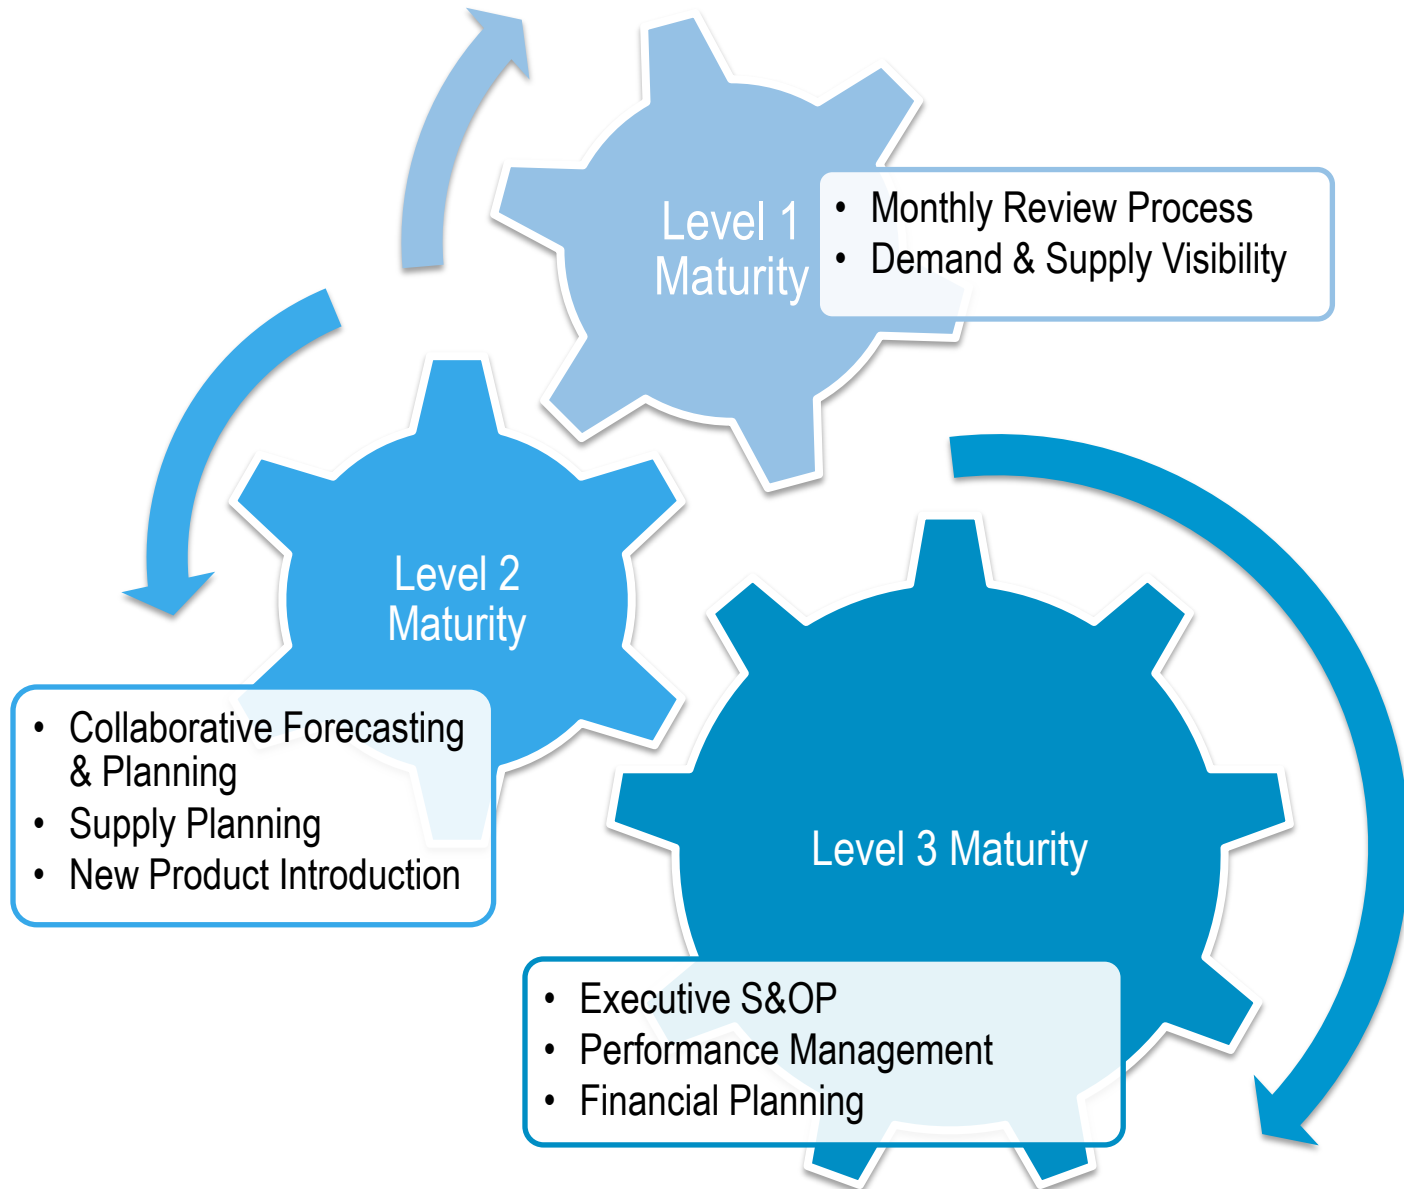 Level 1
Maturity
• Monthly Review Process
• Demand & Supply Visibility
Level 2
Maturity
• Collaborative Forecasting
& Planning
• Supply Planning
• New Product Introduction
Level 3 Maturity
• Executive S&OP
• Performance Management
• Financial Planning